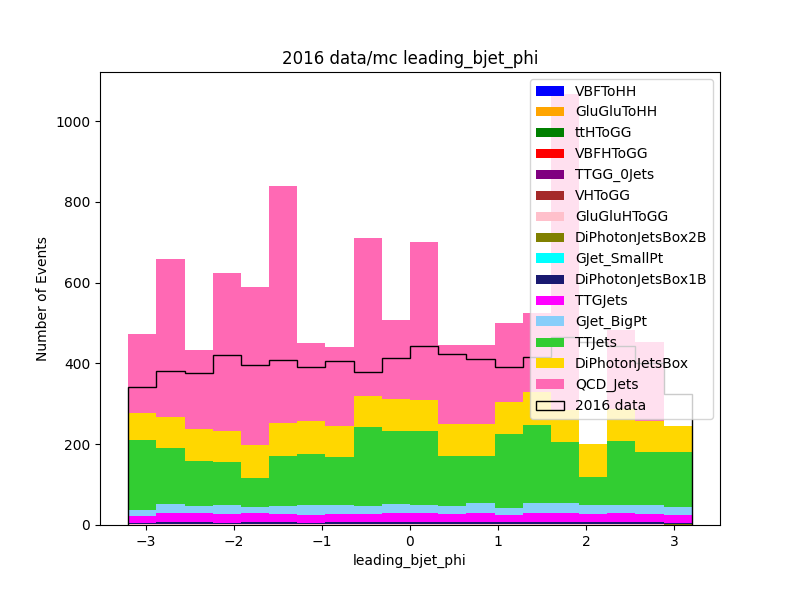 2016 data/mc leading_bjet_phi
Number of Events
1000
800
600
400
200
0
−3
−2
−1
0
1
2
3
leading_bjet_phi
VBFToHH
GluGluToHH
ttHToGG
VBFHToGG
TTGG_0Jets
VHToGG
GluGluHToGG
DiPhotonJetsBox2B
GJet_SmallPt
DiPhotonJetsBox1B
TTGJets
GJet_BigPt
TTJets
DiPhotonJetsBox
QCD_Jets
2016 data